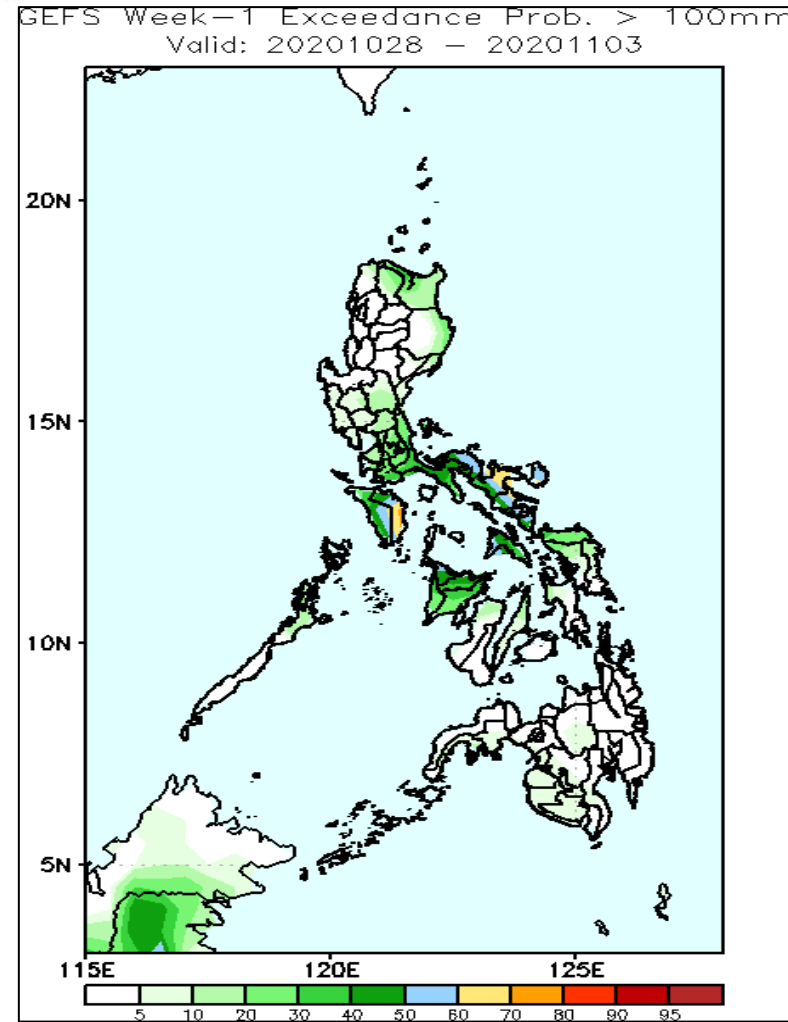 GEFS Week-1 Exceedance Prob. > 100mm
Valid: 20201028 - 20201103
20N
15N
10N
5N
115E 120E 125E
5 10 20 30 40 50 60 70 80 90 95